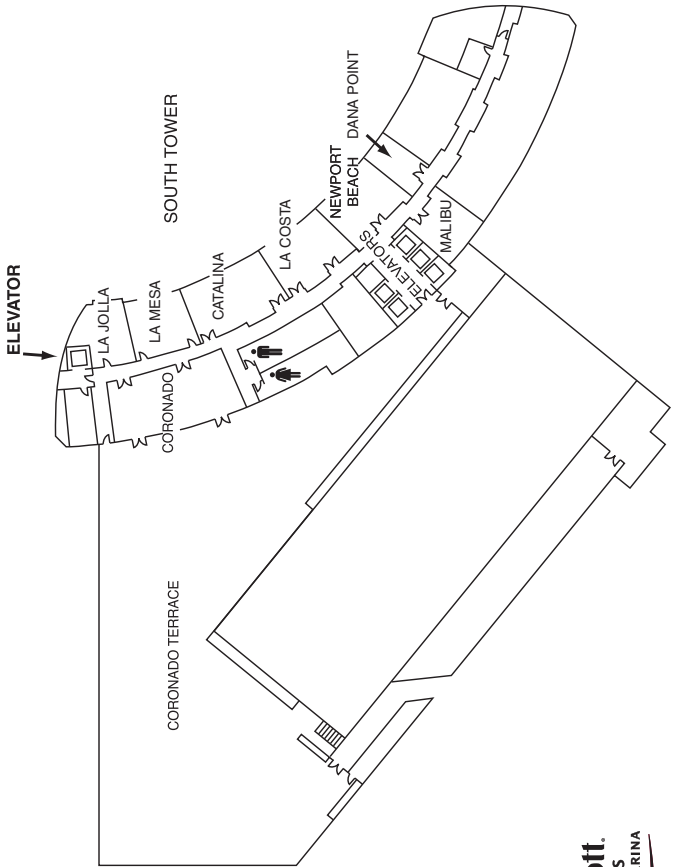 ELEVATOR
SOUTH TOWER
LA JOLLA
LA MESA
CATALINA
LA COSTA
NEWPORT
BEACH
DANA POINT
ELEVATORS
MALIBU
CORONADO
CORONADO TERRACE
ott.
S
RINA